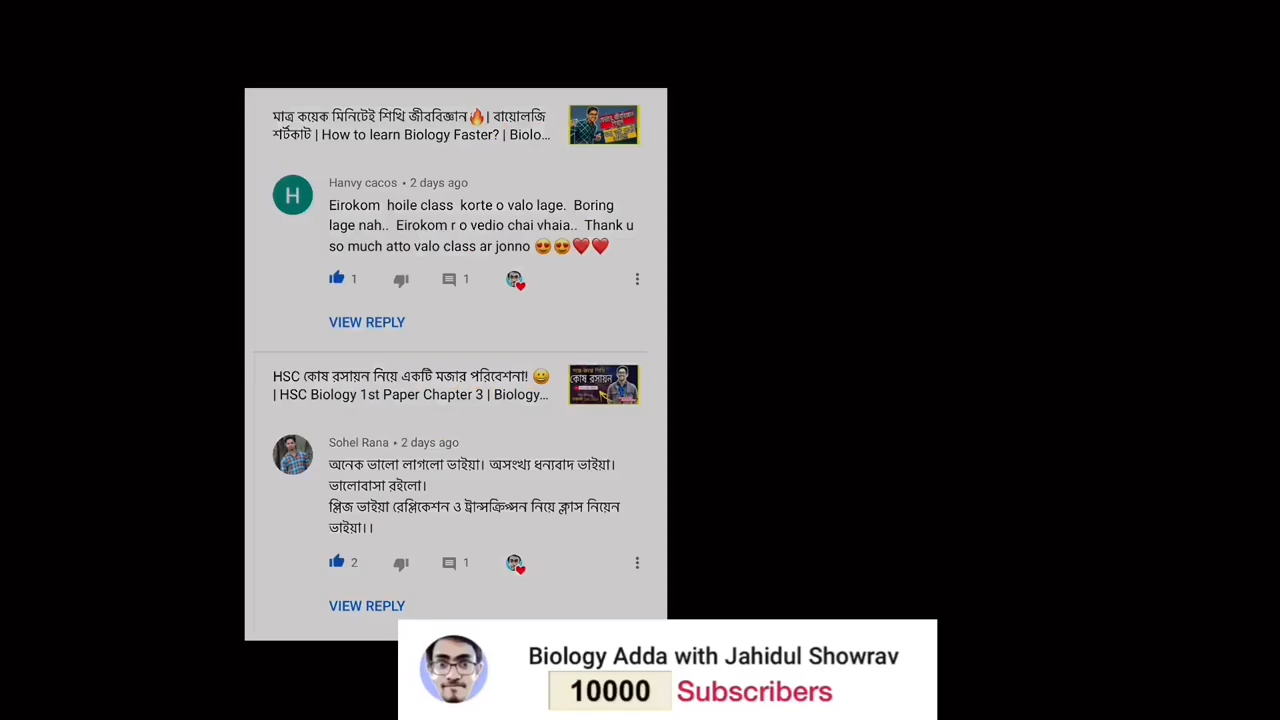 মাত্র কয়েক মিনিটেই শিখি জীববিজ্ঞান🔥| বায়োলজি
শর্টকাট | How to learn Biology Faster? | Biolo...
Hanvy cacos • 2 days ago
H
Eirokom hoile class korte o valo lage. Boring
lage nah.. Eirokom r o vedio chai vhaia.. Thank u
so much atto valo class ar jonno 😍😍❤️❤️
1
1
VIEW REPLY
HSC কোষ রসায়ন নিয়ে একটি মজার পরিবেশনা! 😀
| HSC Biology 1st Paper Chapter 3 | Biology...
কোষ রসায়ন
Sohel Rana • 2 days ago
অনেক ভালো লাগলো ভাইয়া। অসংখ্য ধন্যবাদ ভাইয়া।
ভালোবাসা রইলো।
প্লিজ ভাইয়া রেপ্লিকেশন ও ট্রান্সক্রিপ্সন নিয়ে ক্লাস নিয়েন
ভাইয়া।।
2
1
VIEW REPLY
Biology Adda with Jahidul Showrav
10000 Subscribers